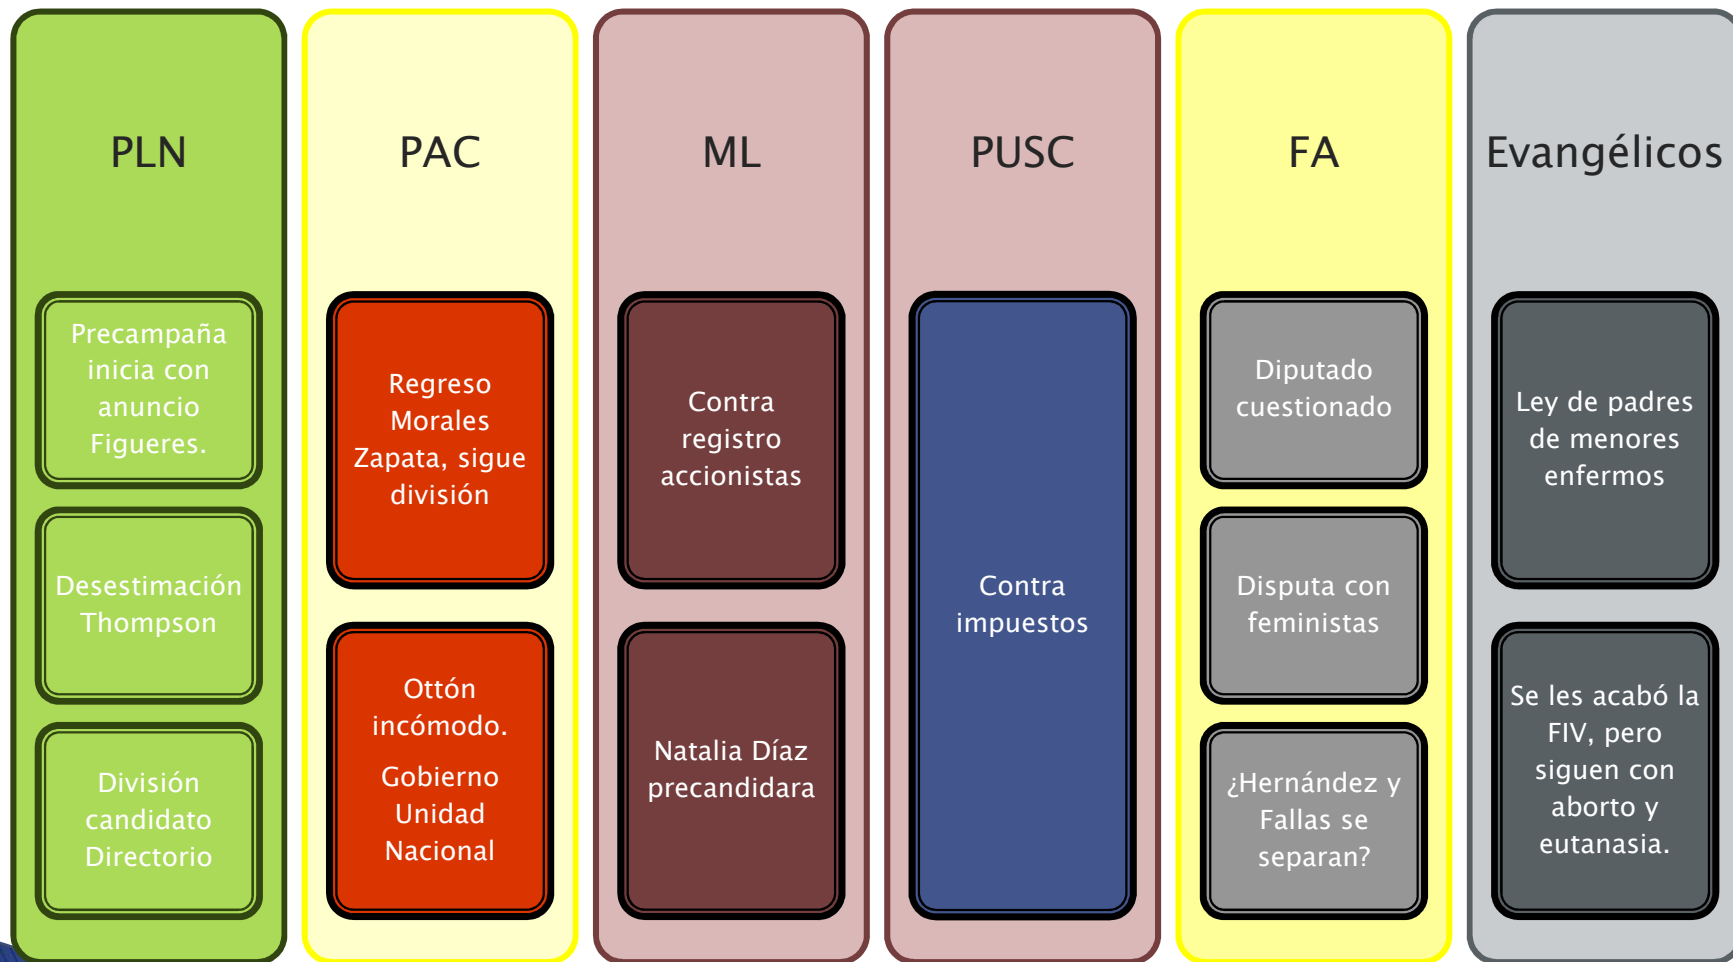 PLN
Precampaña
inicia con
anuncio
Figueres.
Desestimación
Thompson
División
candidato
Directorio
PAC
Regreso
Morales
Zapata, sigue
división
Ottón
incómodo.
Gobierno
Unidad
Nacional
ML
Contra
registro
accionistas
Natalia Díaz
precandidara
PUSC
Contra
impuestos
FA
Diputado
cuestionado
Disputa con
feministas
¿Hernández y
Fallas se
separan?
Evangélicos
Ley de padres
de menores
enfermos
Se les acabó la
FIV, pero
siguen con
aborto y
eutanasia.